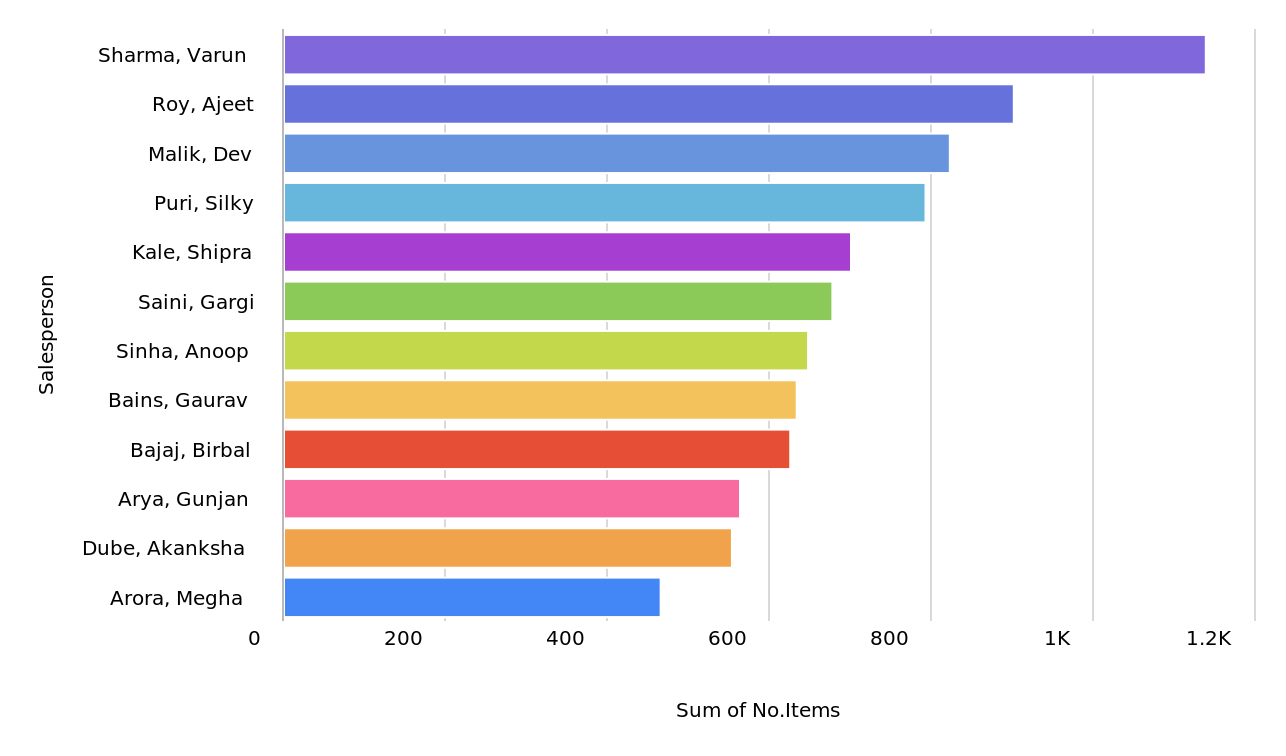 Salesperson
Sharma, Varun
Roy, Ajeet
Malik, Dev
Puri, Silky
Kale, Shipra
Saini, Gargi
Sinha, Anoop
Bains, Gaurav
Bajaj, Birbal
Arya, Gunjan
Dube, Akanksha
Arora, Megha
0 200 400 600 800 1K 1.2K
Sum of No.Items